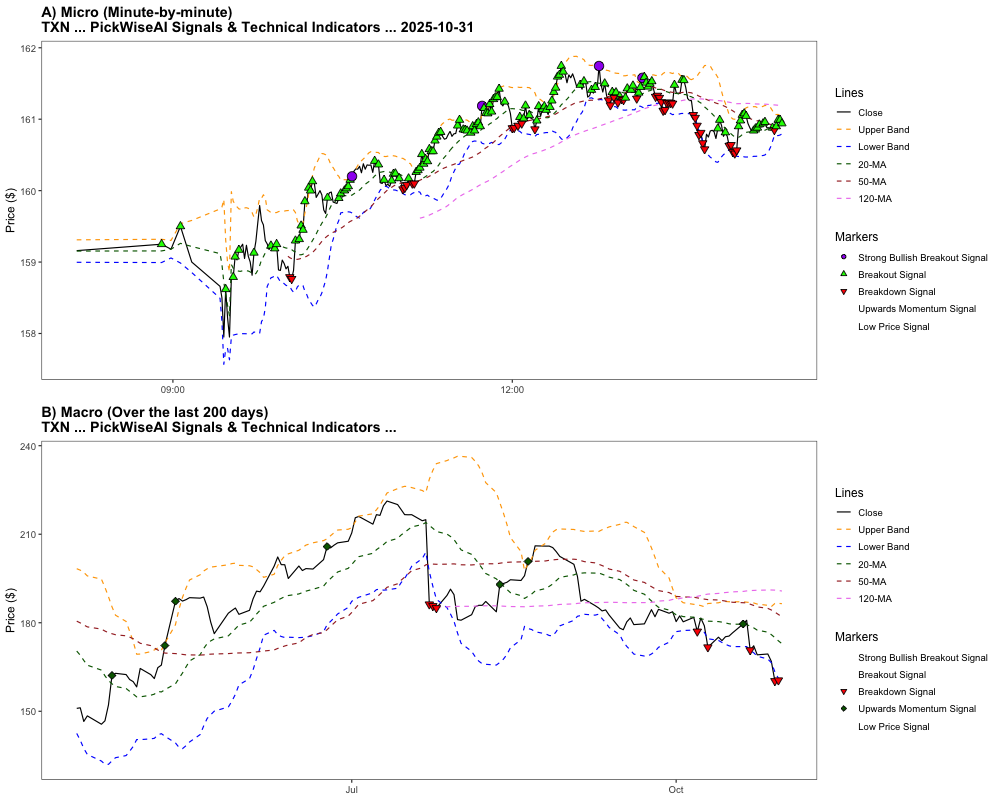 A) Micro (Minute-by-minute)
TXN ... PickWiseAI Signals & Technical Indicators ... 2025-10-31
162
161
160
159
158
Price ($)
09:00
12:00
Lines
Close
Upper Band
Lower Band
20-MA
50-MA
120-MA
Markers
Strong Bullish Breakout Signal
Breakout Signal
Breakdown Signal
Upwards Momentum Signal
Low Price Signal
B) Macro (Over the last 200 days)
TXN ... PickWiseAI Signals & Technical Indicators ...
240
210
180
150
Price ($)
Jul
Oct
Lines
Close
Upper Band
Lower Band
20-MA
50-MA
120-MA
Markers
Strong Bullish Breakout Signal
Breakout Signal
Breakdown Signal
Upwards Momentum Signal
Low Price Signal